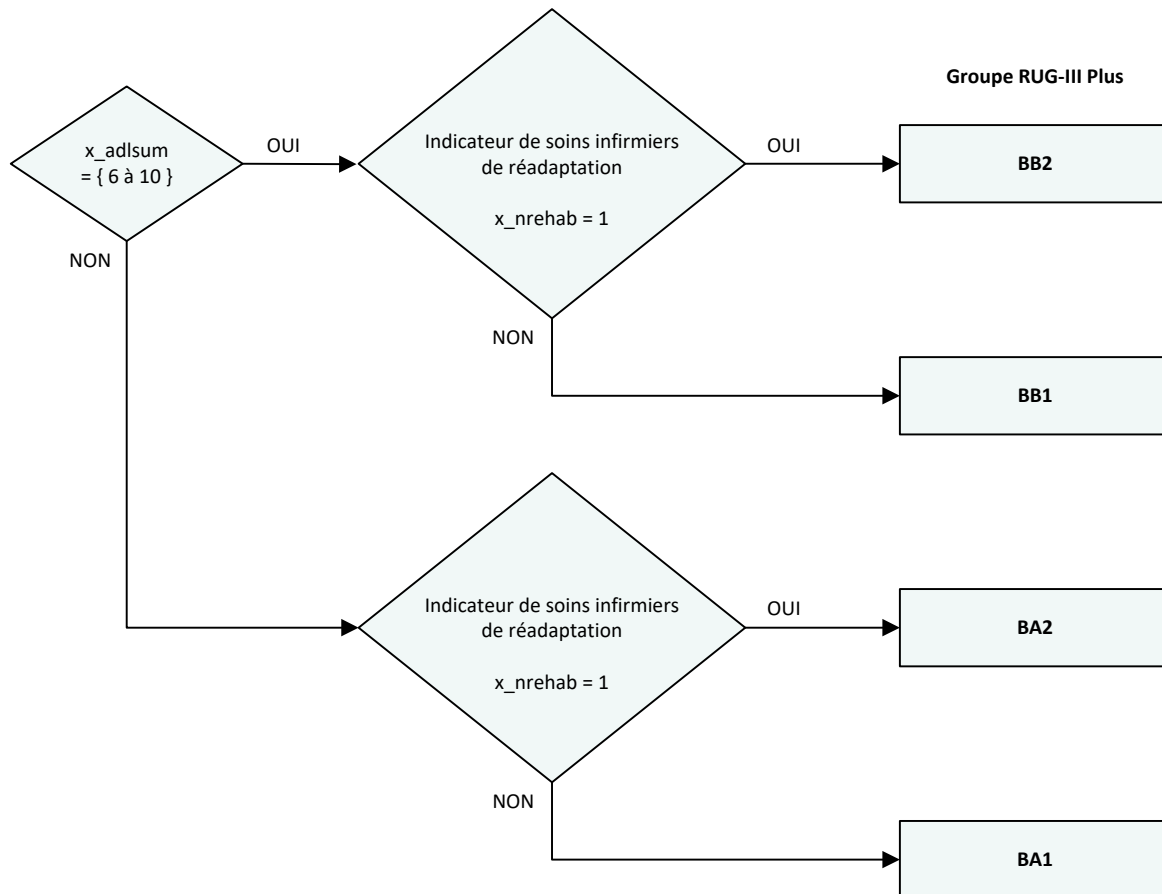 Groupe RUG-III Plus
x_adlsum
= { 6 à 10 }
OUI
Indicateur de soins infirmiers
de réadaptation
x_nrehab = 1
OUI
BB2
NON
NON
BB1
Indicateur de soins infirmiers
de réadaptation
x_nrehab = 1
OUI
BA2
NON
BA1